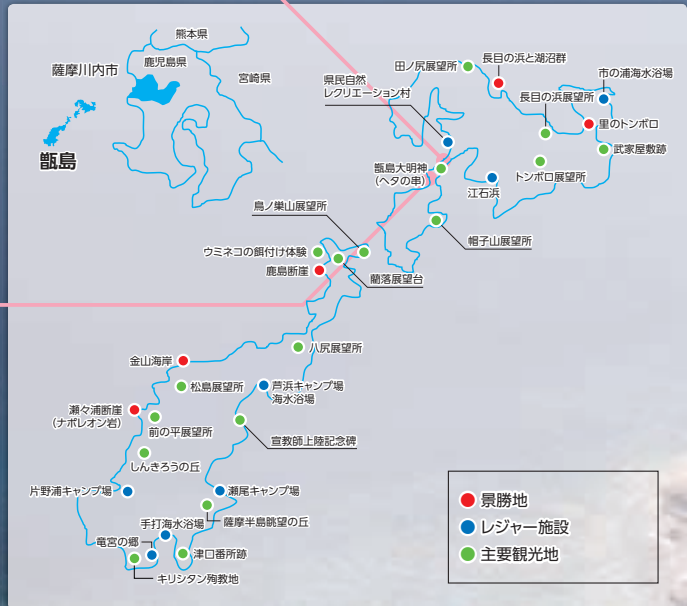 熊本県
鹿児島県
薩摩川内市
宮崎県
甑島
田ノ尻展望所
長目の浜と湖沼群
県民自然
レクリエーション村
市の浦海水浴場
長目の浜展望所
里のトンボロ
武家屋敷跡
トンボロ展望所
甑島大明神
(ヘタの串)
江石浜
帽子山展望所
鳥ノ巣山展望所
ウミネコの餌付け体験
鹿島断崖
藺落展望台
八尻展望所
金山海岸
松島展望所
芦浜キャンプ場
海水浴場
瀬々浦断崖
(ナポレオン岩)
前の平展望所
宣教師上陸記念碑
しんきろうの丘
片野浦キャンプ場
瀬尾キャンプ場
薩摩半島眺望の丘
手打海水浴場
竜宮の郷
津口番所跡
キリシタン殉教地
景勝地
レジャー施設
主要観光地